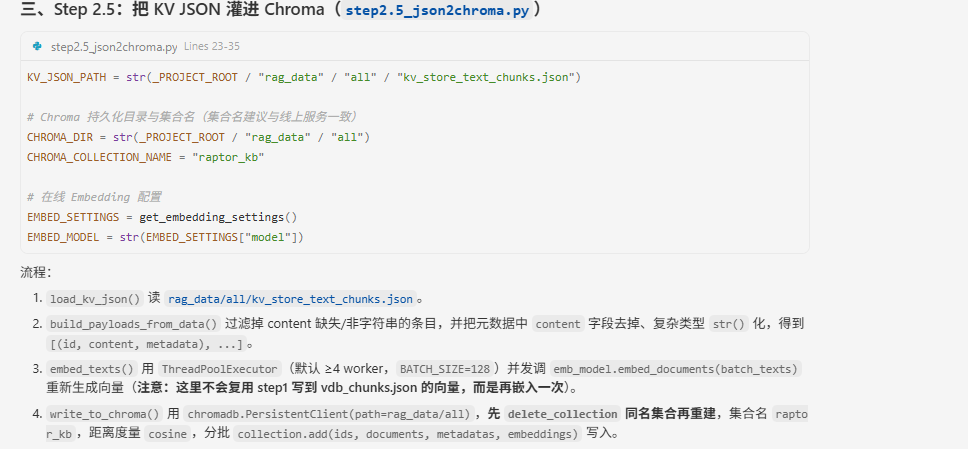 三、Step 2.5：把 KV JSON 灌进 Chroma（step2.5_json2chroma.py）
step2.5_json2chroma.py Lines 23-35
KV_JSON_PATH = str(_PROJECT_ROOT / "rag_data" / "all" / "kv_store_text_chunks.json")
# Chroma 持久化目录与集合名（集合名建议与线上服务一致）
CHROMA_DIR = str(_PROJECT_ROOT / "rag_data" / "all")
CHROMA_COLLECTION_NAME = "raptor_kb"
# 在线 Embedding 配置
EMBED_SETTINGS = get_embedding_settings()
EMBED_MODEL = str(EMBED_SETTINGS["model"])
流程：
1. load_kv_json() 读 rag_data/all/kv_store_text_chunks.json。
2. build_payloads_from_data() 过滤掉 content 缺失/非字符串的条目，并把元数据中 content 字段去掉、复杂类型 str() 化，得到
[(id, content, metadata), ...]。
3. embed_texts() 用 ThreadPoolExecutor（默认 ≥4 worker，BATCH_SIZE=128）并发调 emb_model.embed_documents(batch_texts)
重新生成向量（注意：这里不会复用 step1 写到 vdb_chunks.json 的向量，而是再嵌入一次）。
4. write_to_chroma() 用 chromadb.PersistentClient(path=rag_data/all)，先 delete_collection 同名集合再重建，集合名 rapto
r_kb，距离度量 cosine，分批 collection.add(ids, documents, metadatas, embeddings) 写入。